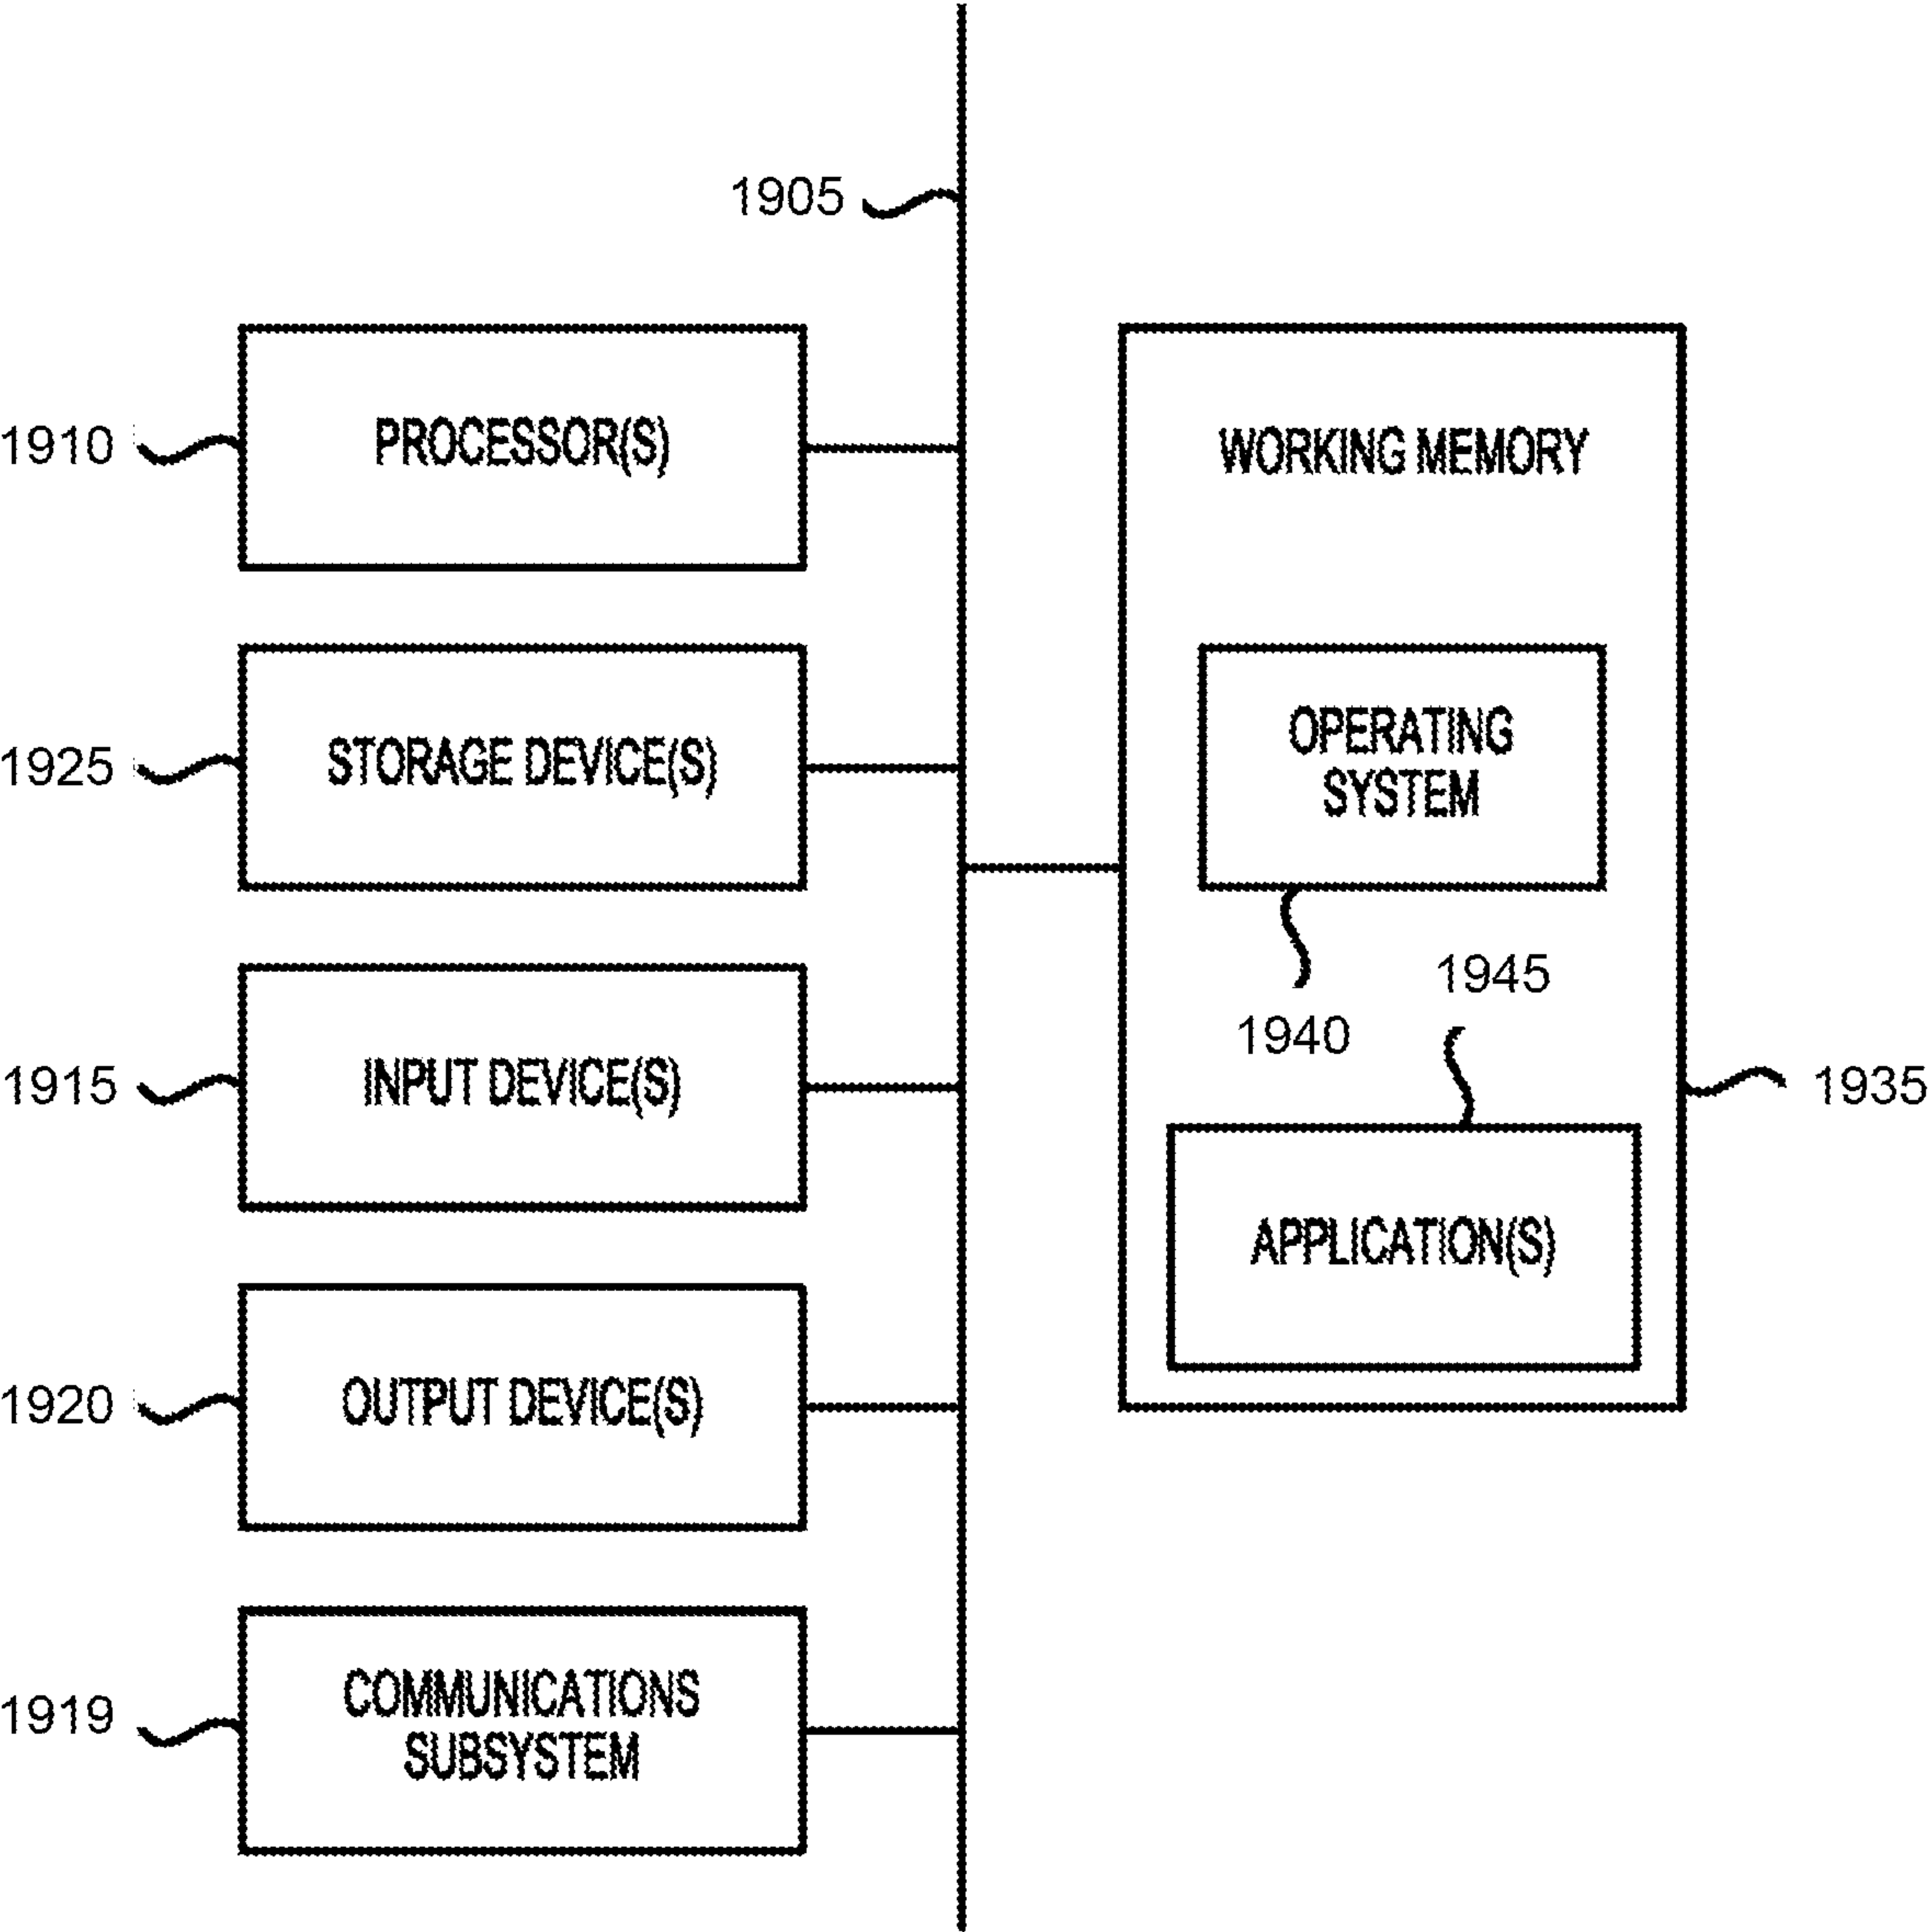 1905
1910
PROCESSOR(S)
WORKING MEMORY
1925
STORAGE DEVICE(S)
OPERATING
SYSTEM
1945
1940
1915
INPUT DEVICE(S)
1935
APPLICATION(S)
1920
OUTPUT DEVICE(S)
1919
COMMUNICATIONS
SUBSYSTEM